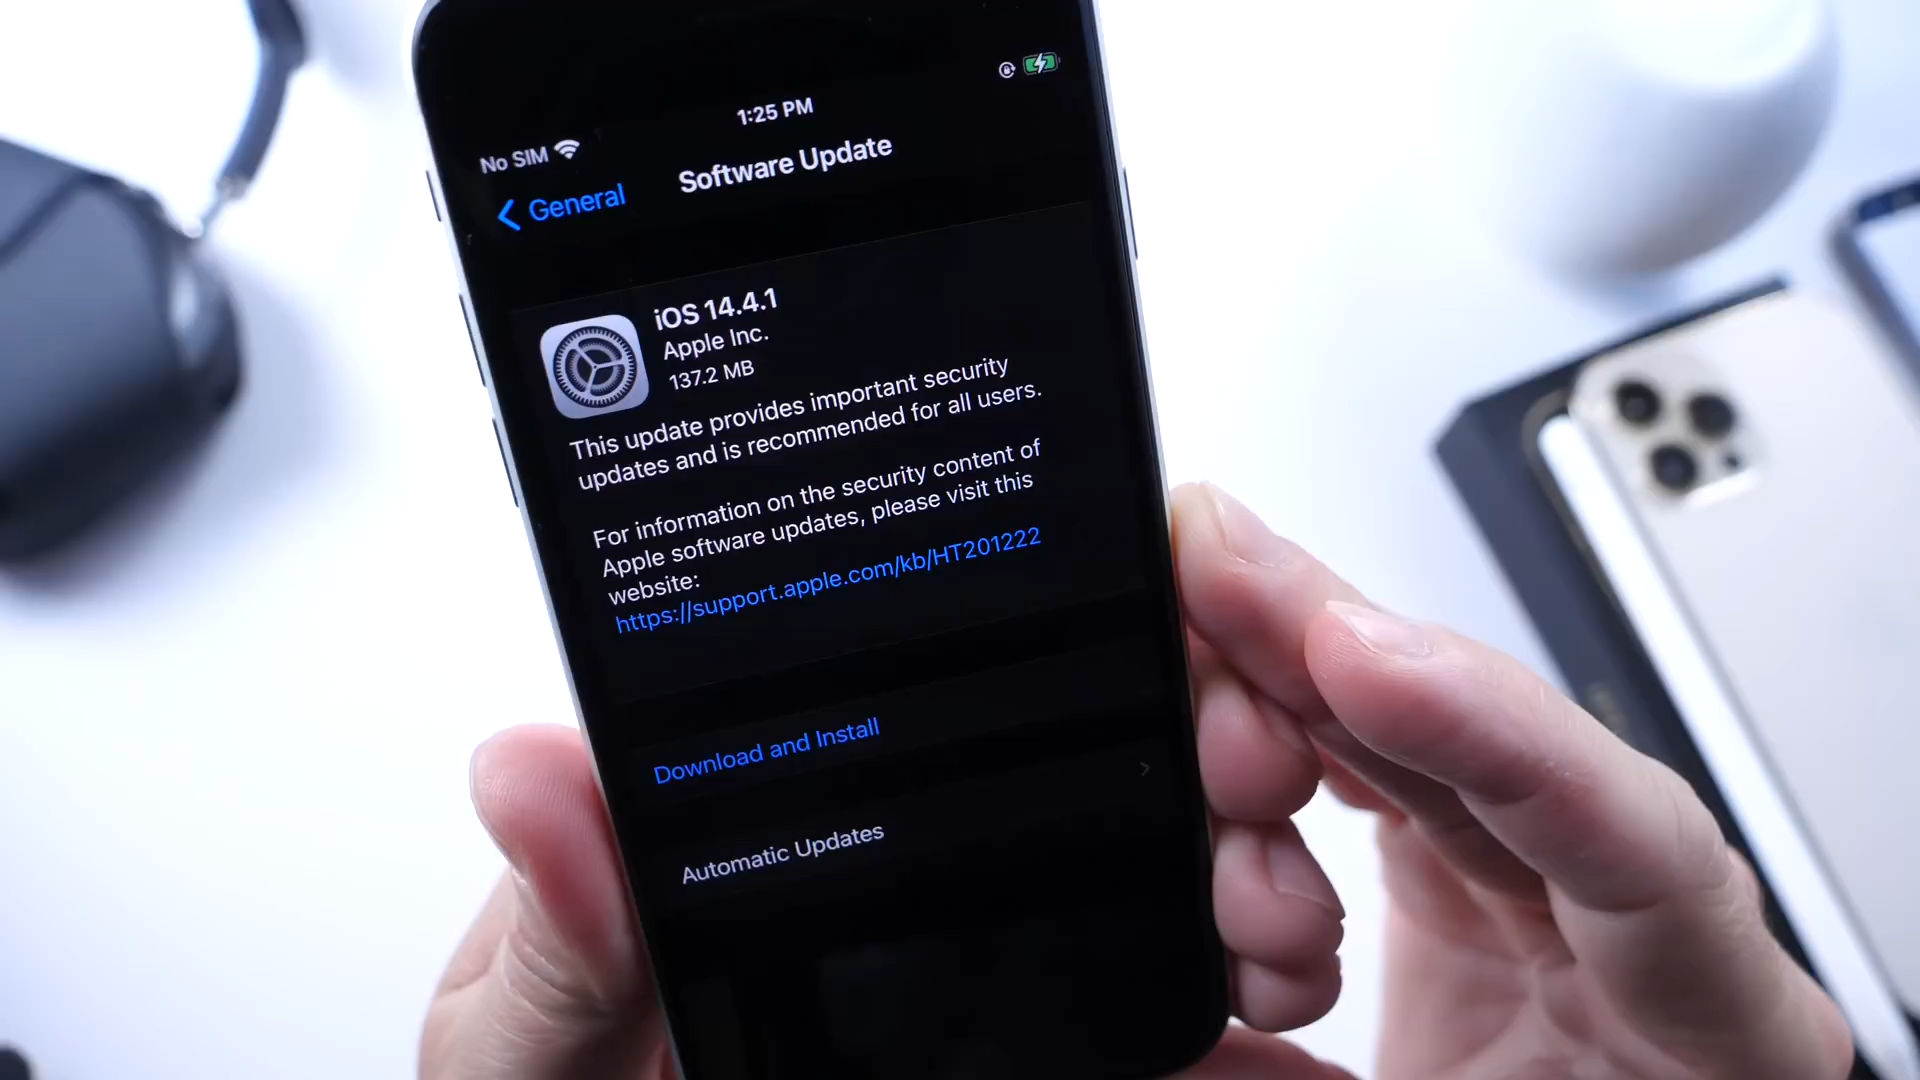 1:25 PM
No SIM
General
Software Update
iOS 14.4.1
Apple Inc.
137.2 MB
This update provides important security
updates and is recommended for all users.
For information on the security content of
Apple software updates, please visit this
website:
https://support.apple.com/kb/HT201222
Download and Install
Automatic Updates